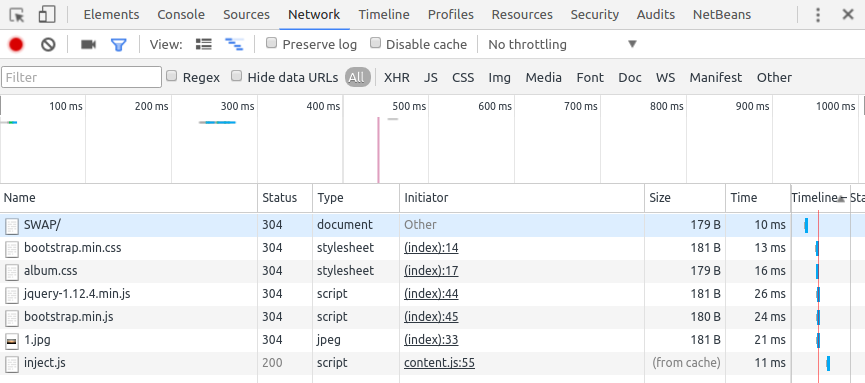 Elements Console Sources Network Timeline Profiles Resources Security Audits NetBeans
View: Preserve log Disable cache No throttling
Filter Regex Hide data URLs All XHR JS CSS Img Media Font Doc WS Manifest Other
100 ms 200 ms 300 ms 400 ms 500 ms 600 ms 700 ms 800 ms 900 ms 1000 ms
Name Status Type Initiator Size Time Timeline – Sta
SWAP/ 304 document Other 179 B 10 ms
bootstrap.min.css 304 stylesheet (index):14 181 B 13 ms
album.css 304 stylesheet (index):17 179 B 16 ms
jquery-1.12.4.min.js 304 script (index):44 181 B 26 ms
bootstrap.min.js 304 script (index):45 180 B 24 ms
1.jpg 304 jpeg (index):33 181 B 21 ms
inject.js 200 script content.js:55 (from cache) 11 ms